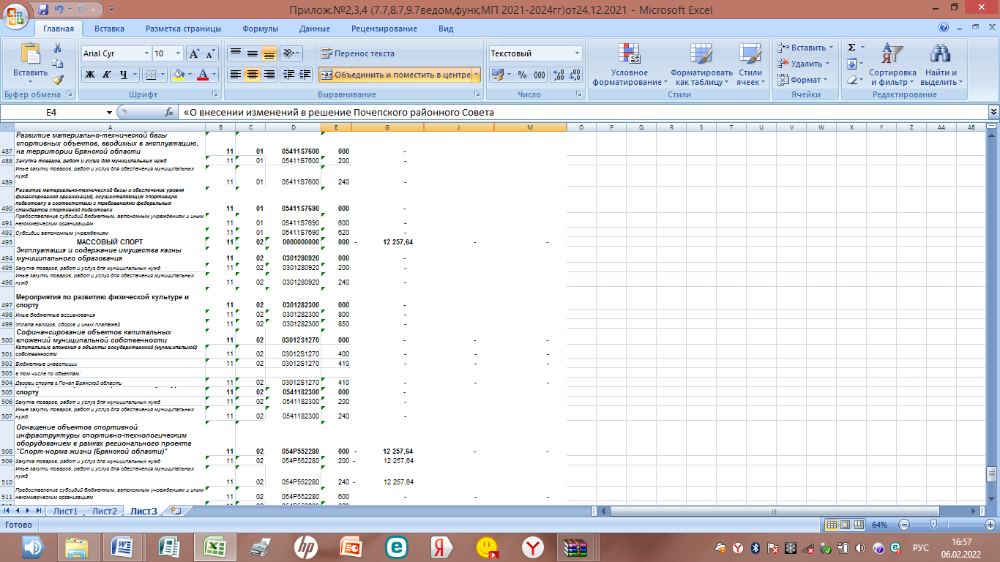 Прилож.№2,3,4 (7.7,8.7,9.7ведом,функ,МП 2021-2024гг)от24.12.2021 - Microsoft Excel
Главная Вставка Разметка страницы Формулы Данные Рецензирование Вид
Вставить
Буфер обмена
Arial Cyr 10
Ж К Ч
Шрифт
Перенос текста
Объединить и поместить в центре
Выравнивание
Текстовый
% 000
Число
Условное форматирование
Форматировать как таблицу
Стили ячеек
Стили
Вставить
Удалить
Формат
Ячейки
Σ
Сортировка и фильтр
Найти и выделить
Редактирование
E4 fx «О внесении изменений в решение Почепского районного Совета
A B C D E G J M O P Q R S T U V W X Y Z AA AB
Развитие материально-технической базы
спортивных объектов, вводимых в эксплуатацию,
487 на территории Брянской области 11 01 05411S7600 000 -
488 Закупка товаров, работ и услуг для муниципальных нужд 11 01 05411S7600 200 -
Иные закупки товаров, работ и услуг для обеспечения муниципальных
489 нужд 11 01 05411S7600 240 -
Развитие материально-технической базы и обеспечение уровня
финансирования организаций, осуществляющих спортивную
подготовку в соответствии с требованиями федеральных
490 стандартов спортивной подготовки 11 01 05411S7690 000 -
Предоставление субсидий бюджетным, автономным учреждениям и иным
491 некоммерческим организациям 11 01 05411S7690 600 -
492 Субсидии автономным учреждениям 11 01 05411S7690 620 -
493 МАССОВЫЙ СПОРТ 11 02 0000000000 000 - 12 257,64 - -
Эксплуатация и содержание имущества казны
494 муниципального образования 11 02 0301280920 000 -
495 Закупка товаров, работ и услуг для муниципальных нужд 11 02 0301280920 200 -
Иные закупки товаров, работ и услуг для обеспечения муниципальных
496 нужд 11 02 0301280920 240 -
Мероприятия по развитию физической культуре и
497 спорту 11 02 0301282300 000 -
498 Иные бюджетные ассигнования 11 02 0301282300 800 -
499 Уплата налогов, сборов и иных платежей 11 02 0301282300 850 -
Софинансирование объектов капитальных
500 вложений муниципальной собственности 11 02 03012S1270 000 - - -
Капитальные вложения в объекты государственной (муниципальной)
501 собственности 11 02 03012S1270 400 - - -
502 Бюджетные инвестиции 11 02 03012S1270 410 - - -
503 в том числе по объектам:
504 Дворец спорта г.Почеп Брянской области 11 02 03012S1270 410 - - -
505 спорту 11 02 0541182300 000 -
506 Закупка товаров, работ и услуг для муниципальных нужд 11 02 0541182300 200 -
Иные закупки товаров, работ и услуг для обеспечения муниципальных
507 нужд 11 02 0541182300 240 -
Оснащение объектов спортивной
инфраструктуры спортивно-технологическим
оборудованием в рамках регионального проекта
508 "Спорт-норма жизни (Брянской области)" 11 02 054P552280 000 - 12 257,64 - -
509 Закупка товаров, работ и услуг для муниципальных нужд 11 02 054P552280 200 - 12 257,64
Иные закупки товаров, работ и услуг для обеспечения муниципальных
нужд
510 11 02 054P552280 240 - 12 257,64
Предоставление субсидий бюджетным, автономным учреждениям и иным
511 некоммерческим организациям 11 02 054P552280 600 - - -
Лист1 Лист2 Лист3
Готово 64%
РУС 16:57
06.02.2022